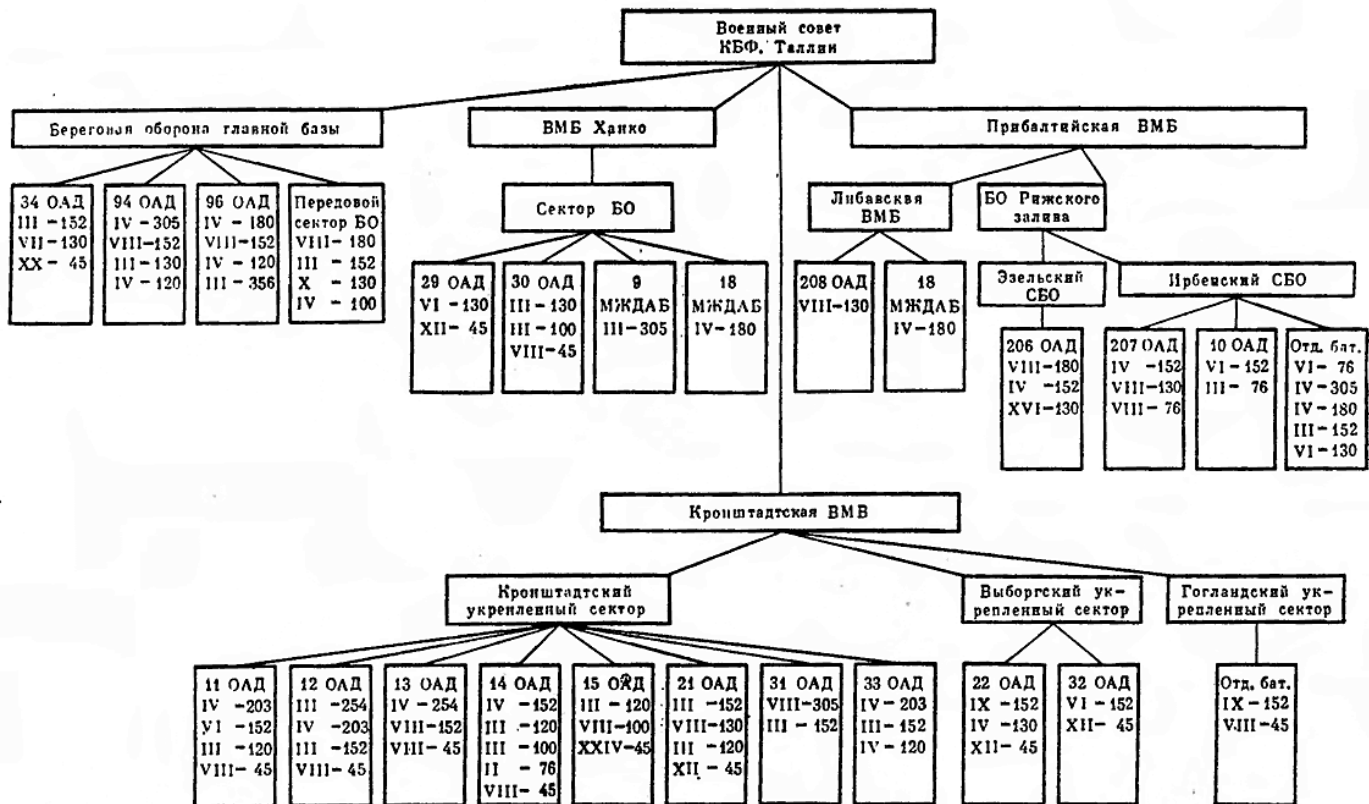 Военный совет
КБФ. Таллин
Береговая оборона главной базы
ВМБ Ханко
Прибалтийская ВМБ
34 ОАД
III-152
VII-130
XX- 45
94 ОАД
IV -305
VIII-152
III-130
IV-120
96 ОАД
IV - 180
VIII-152
IV - 120
III - 356
Передовой
сектор БО
VIII- 180
III - 152
X - 130
IV - 100
Сектор БО
Либавская
ВМБ
БО Рижского
залива
29 ОАД
VI -130
XII- 45
30 ОАД
III-130
III-100
VIII-45
9
МЖДАБ
III-305
18
МЖДАБ
IV-180
208 ОАД
VIII-130
18
МЖДАБ
IV-180
Эзельский
СБО
Ирбенский СБО
206 ОАД
VIII-180
IV -152
XVI-130
207 ОАД
IV -152
VIII-130
VIII- 76
10 ОАД
VI-152
III- 76
Отд. бат.
VI- 76
IV-305
IV-180
III-152
VI-130
Кронштадтская ВМВ
Кронштадтский
укрепленный сектор
Выборгский ук-
репленный сектор
Гогландский ук-
репленный сектор
11 ОАД
IV -203
УI -152
III -120
VIII- 45
12 ОАД
III -254
IV -203
III -152
VIII-45
13 ОАД
IV -254
VIII-152
VIII- 45
14 ОАД
IV -152
III -120
III -100
II - 76
VIII- 45
15 ОАД
III -120
VIII-100
XXIV-45
21 ОАД
III -152
VIII-130
III -120
XII - 45
31 ОАД
VIII-305
III -152
33 ОАД
IV-203
III-152
IV-120
22 ОАД
IX -152
IV -130
XII- 45
32 ОАД
VI -152
XII- 45
Отд. бат.
IX-152
V.III-45